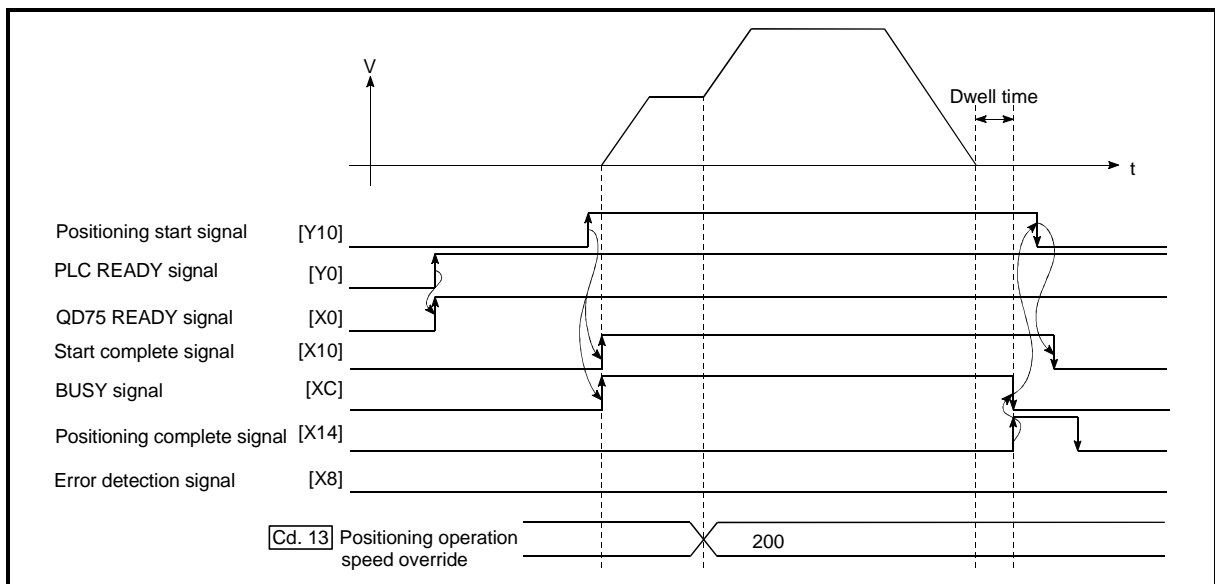 V
Dwell time
t
Positioning start signal [Y10]
PLC READY signal [Y0]
QD75 READY signal [X0]
Start complete signal [X10]
BUSY signal [XC]
Positioning complete signal [X14]
Error detection signal [X8]
Cd. 13 Positioning operation
speed override
200